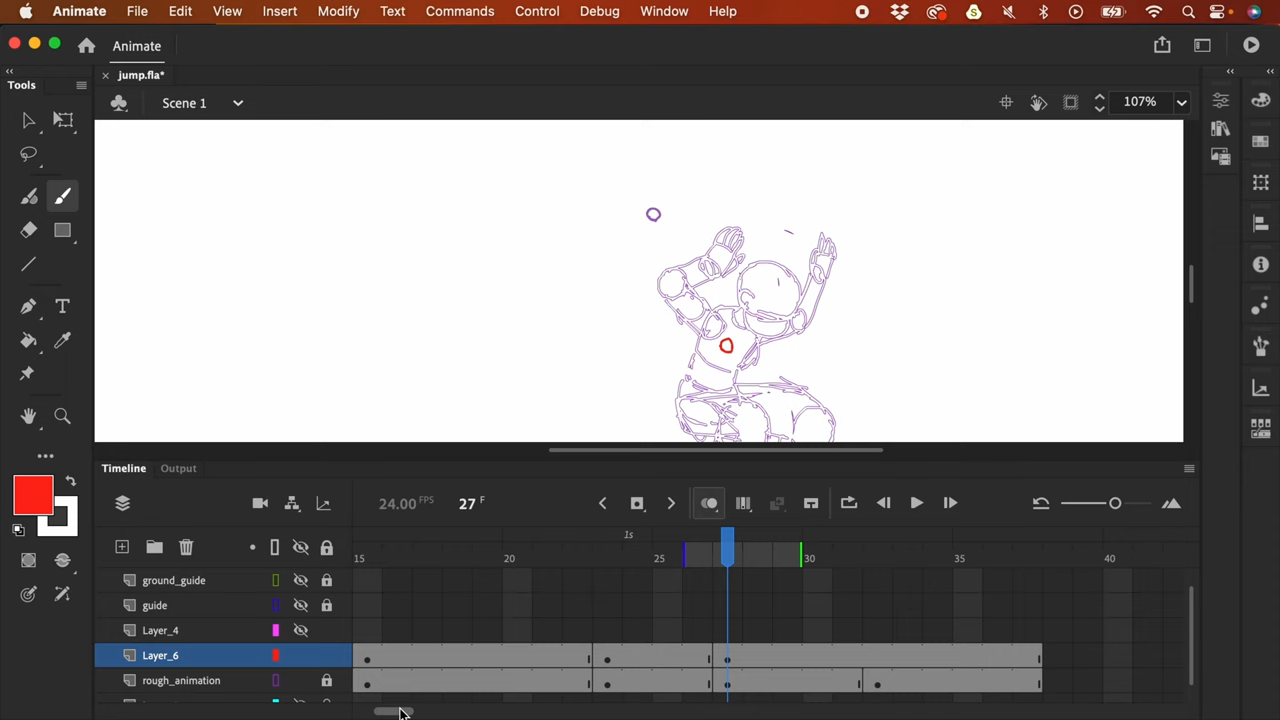 Animate File Edit View Insert Modify Text Commands Control Debug Window Help
Animate
Tools
jump.fla*
Scene 1
107%
Timeline Output
24.00 FPS 27 F
1s
15 20 25 30 35 40
ground_guide
guide
Layer_4
Layer_6
rough_animation